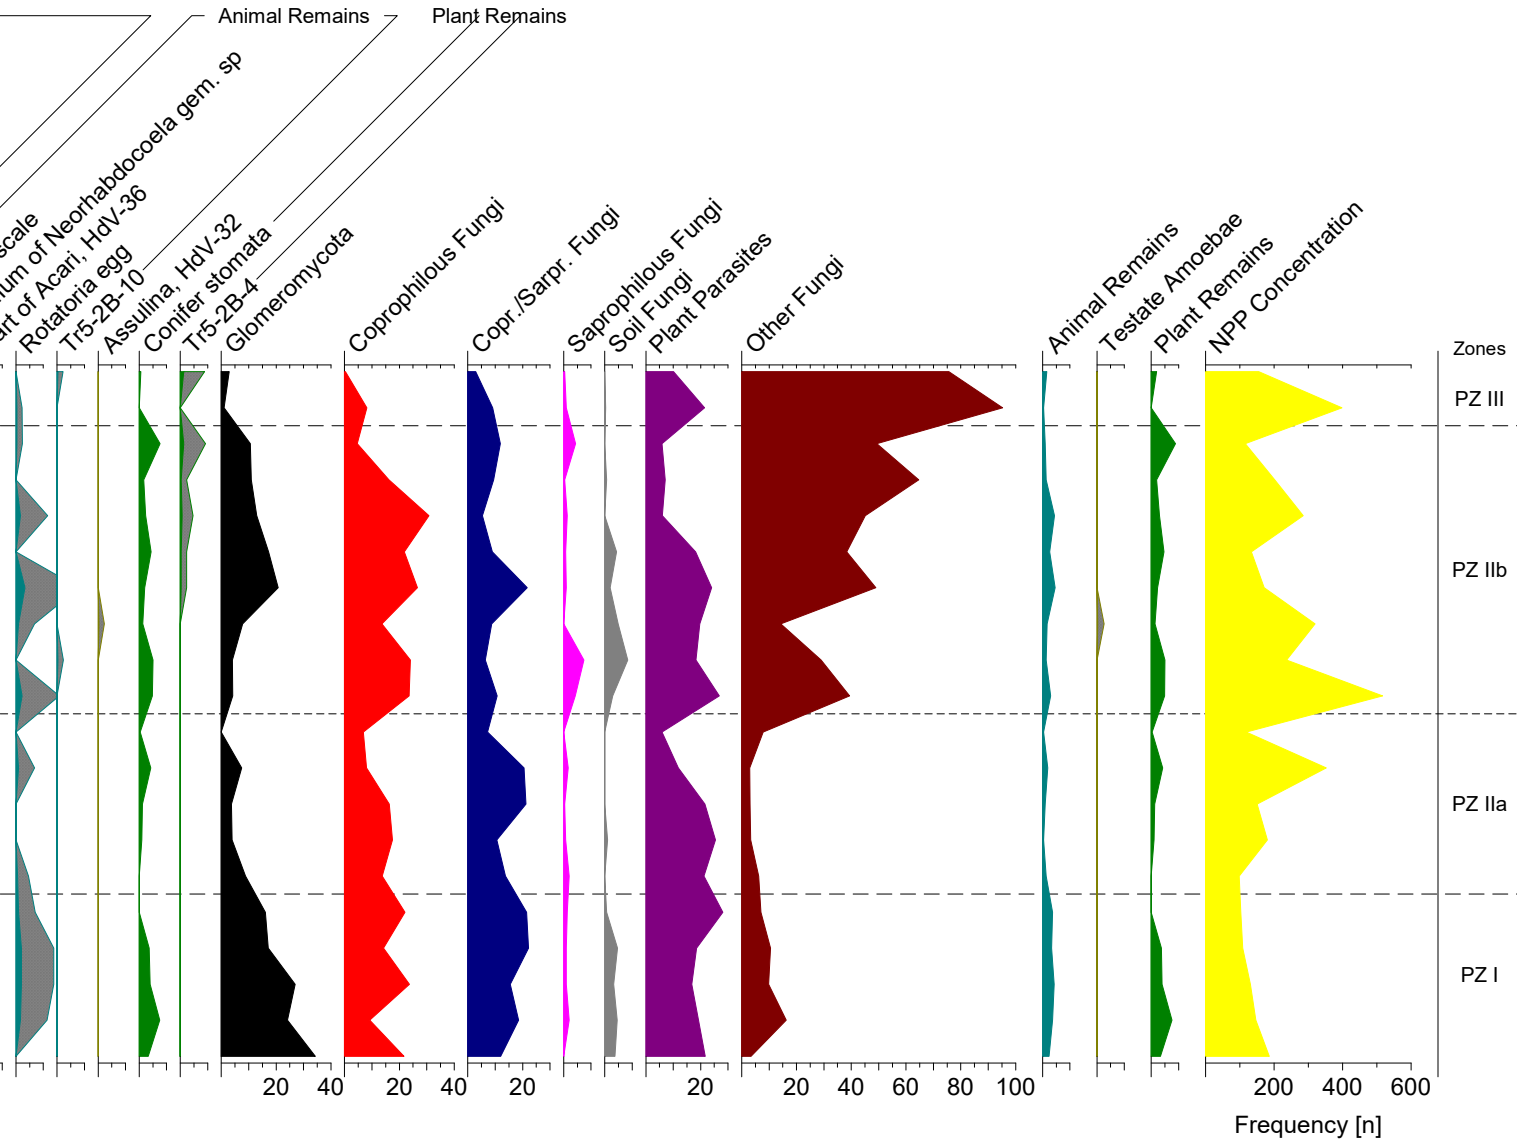 Animal Remains
Plant Remains
scale
of Neorhabdocoela gem. sp
of Acari, HdV-36
Rotatoria egg
Tr5-2B-10
Assulina, HdV-32
Conifer stomata
Tr5-2B-4
Glomeromycota
Coprophilous Fungi
Copr./Sarpr. Fungi
Saprophilous Fungi
Soil Fungi
Plant Parasites
Other Fungi
Animal Remains
Testate Amoebae
Plant Remains
NPP Concentration
Zones
PZ III
PZ IIb
PZ IIa
PZ I
20 40 20 40 20 20 20 40 60 80 100 200 400 600
Frequency [n]